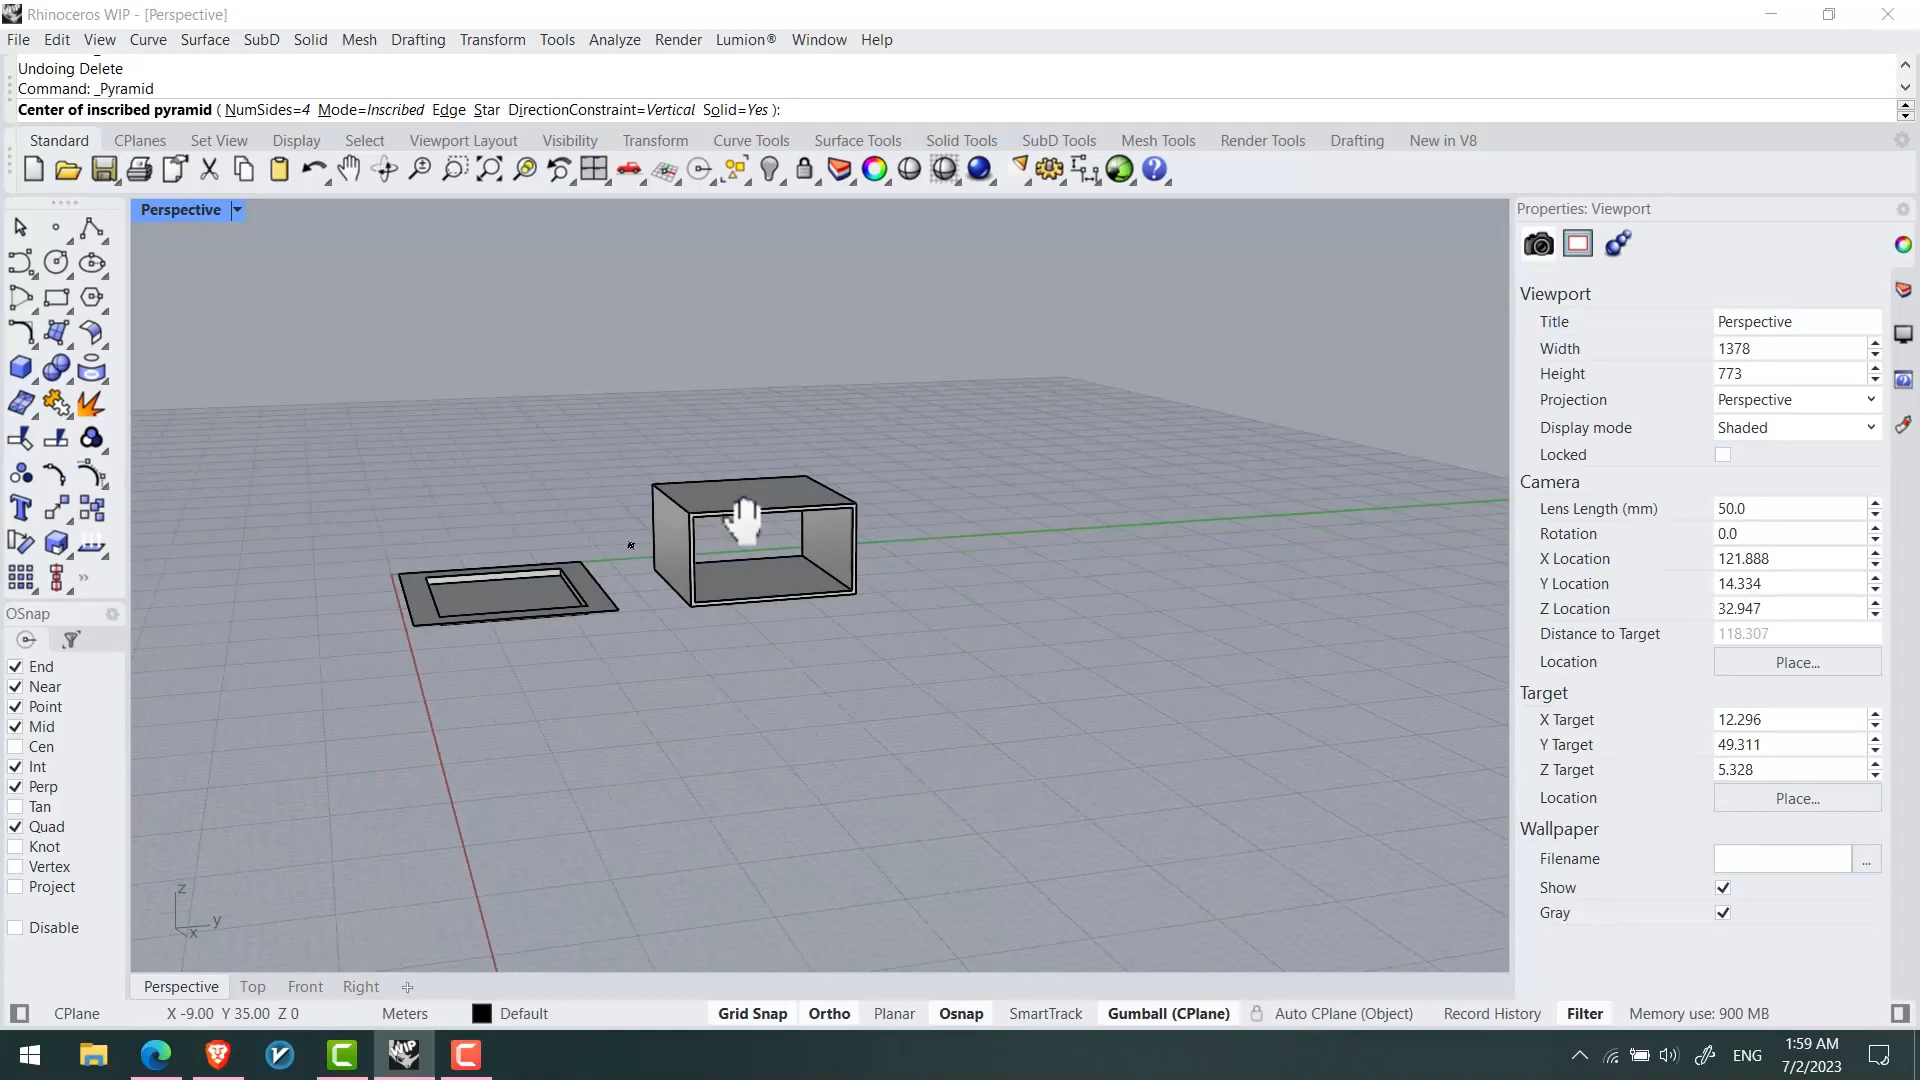 Rhinoceros WIP - [Perspective]
File Edit View Curve Surface SubD Solid Mesh Drafting Transform Tools Analyze Render Lumion® Window Help
Undoing Delete
Command: _Pyramid
Center of inscribed pyramid ( NumSides=4 Mode=Inscribed Edge Star DirectionConstraint=Vertical Solid=Yes ):
Standard CPlanes Set View Display Select Viewport Layout Visibility Transform Curve Tools Surface Tools Solid Tools SubD Tools Mesh Tools Render Tools Drafting New in V8
Perspective
Properties: Viewport
Viewport
Title Perspective
Width 1378
Height 773
Projection Perspective
Display mode Shaded
Locked
Camera
Lens Length (mm) 50.0
Rotation 0.0
X Location 121.888
Y Location 14.334
Z Location 32.947
Distance to Target 118.307
Location Place...
Target
X Target 12.296
Y Target 49.311
Z Target 5.328
Location Place...
Wallpaper
Filename ...
Show
Gray
OSnap
End
Near
Point
Mid
Cen
Int
Perp
Tan
Quad
Knot
Vertex
Project
Disable
z
y
x
Perspective Top Front Right
CPlane X -9.00 Y 35.00 Z 0 Meters Default Grid Snap Ortho Planar Osnap SmartTrack Gumball (CPlane) Auto CPlane (Object) Record History Filter Memory use: 900 MB
WIP
ENG
1:59 AM
7/2/2023